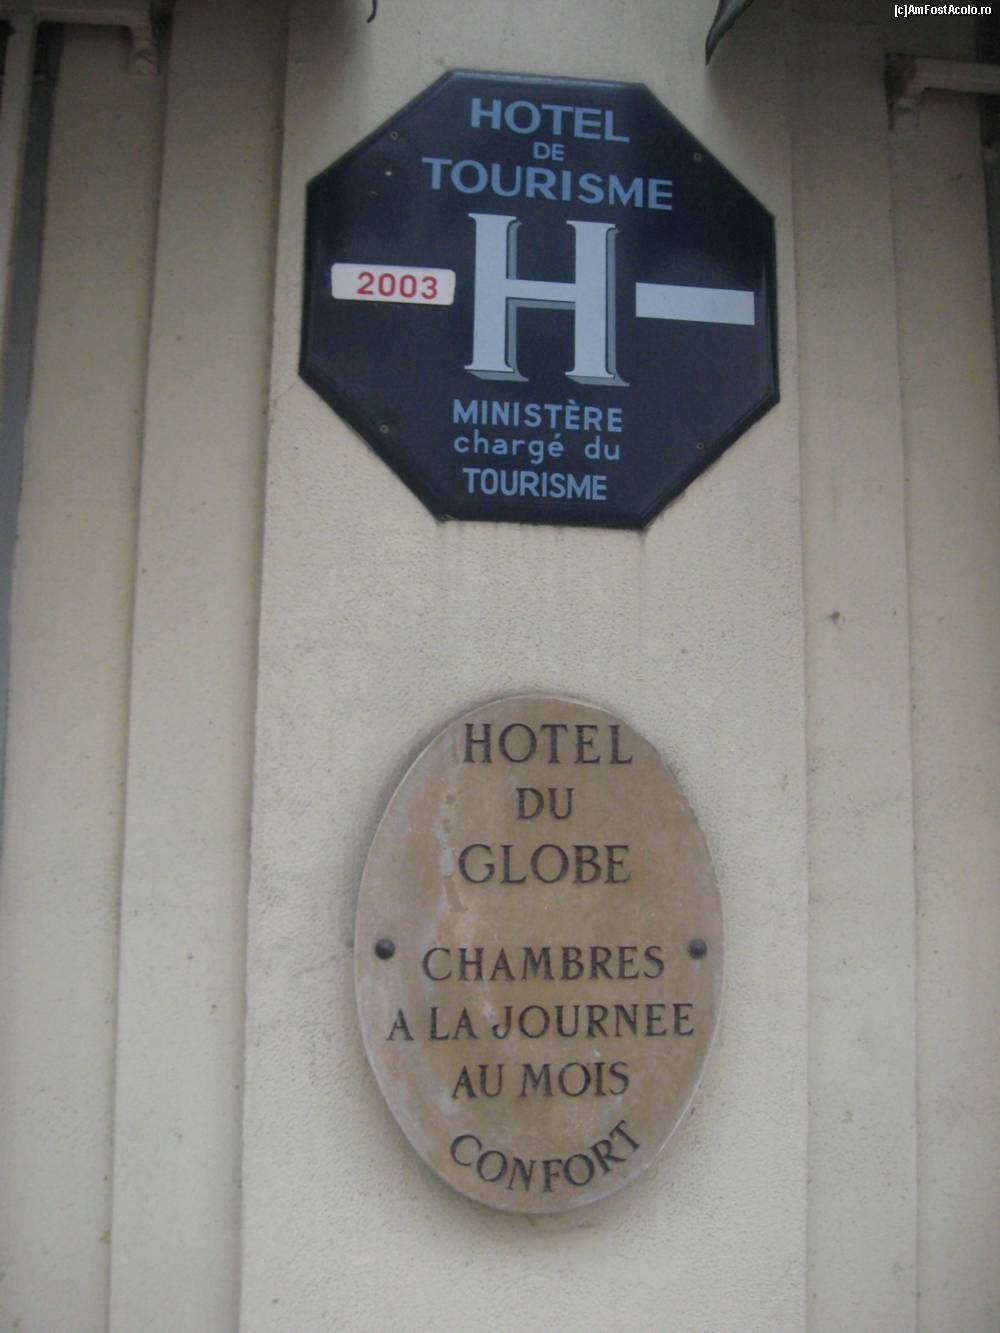 [c]AmFostAcolo.ro
HOTEL
DE
TOURISME
2003
H
MINISTÈRE
chargé du
TOURISME
HOTEL
DU
GLOBE
CHAMBRES
A LA JOURNEE
AU MOIS
CONFORT